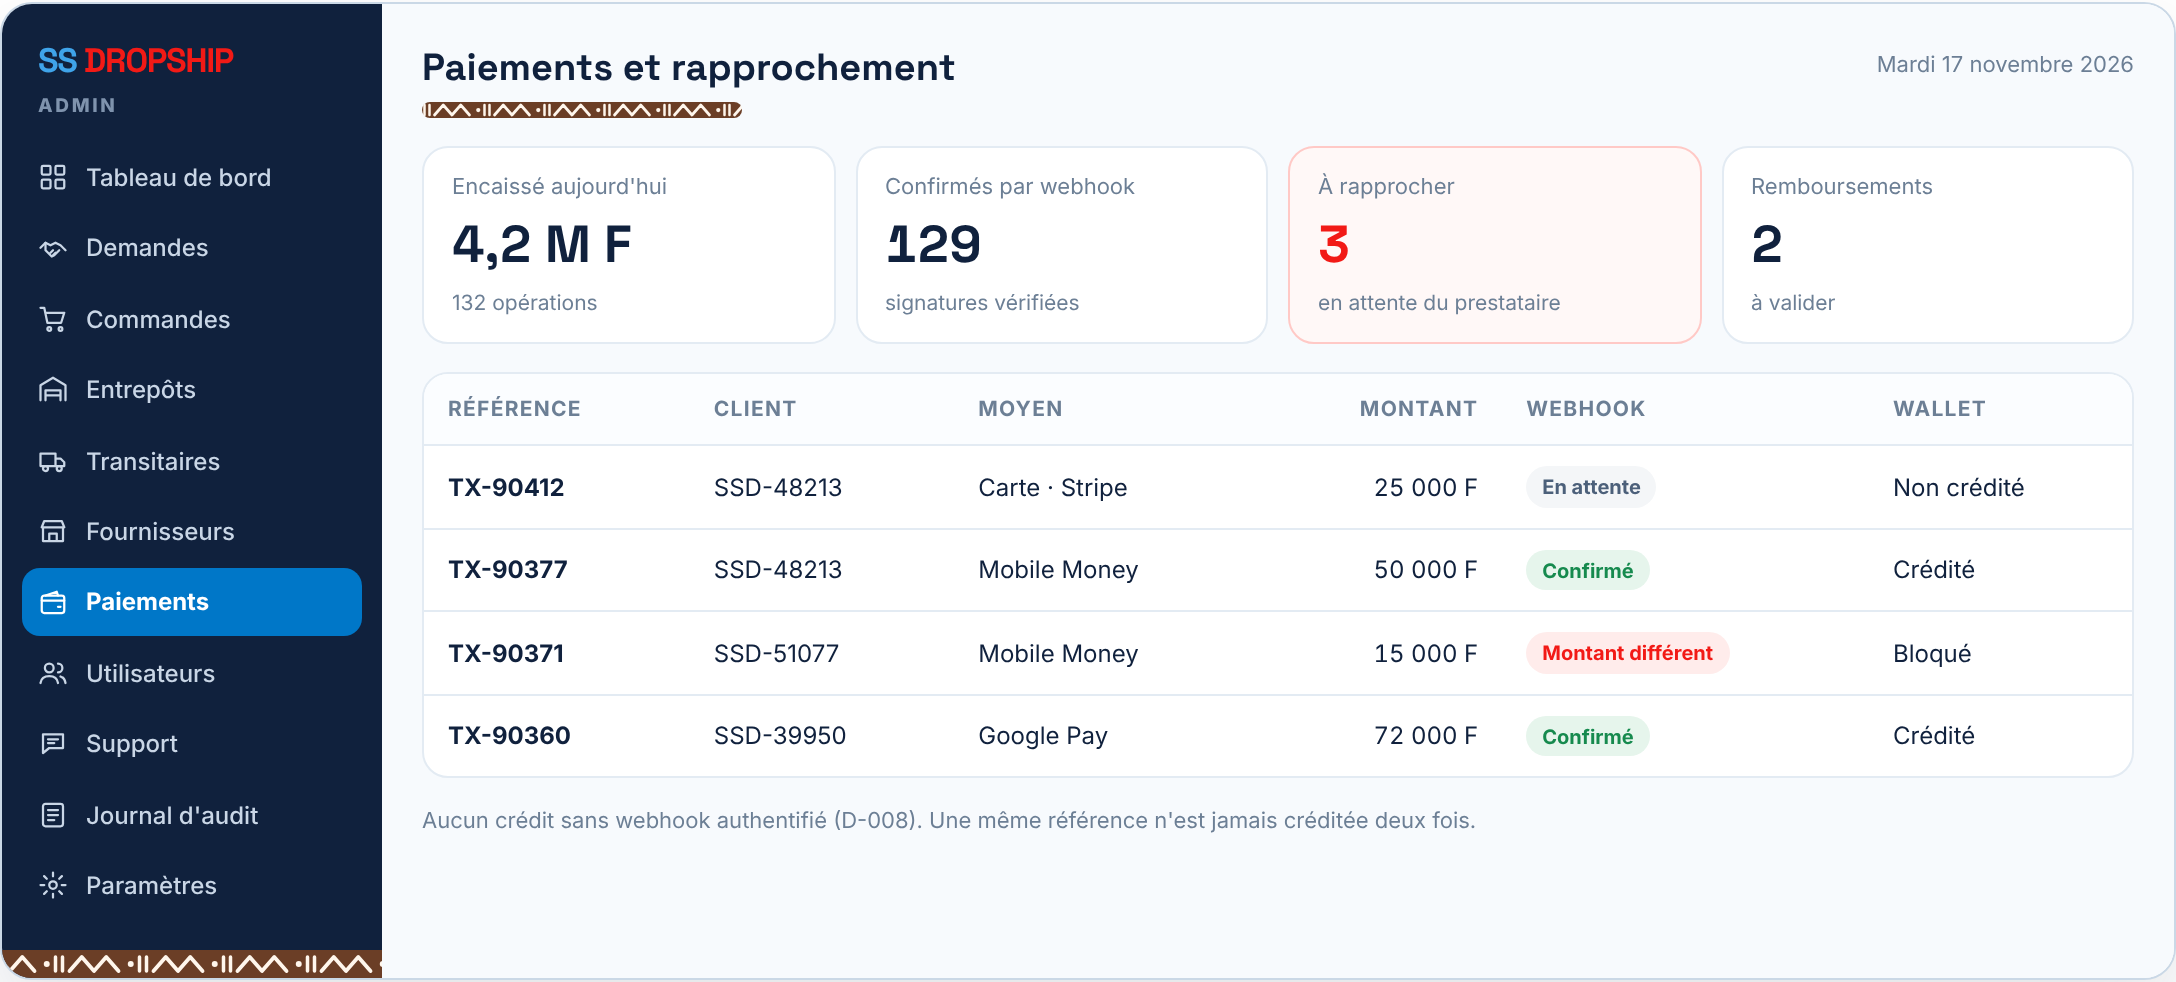 SS DROPSHIP
ADMIN
Tableau de bord
Demandes
Commandes
Entrepôts
Transitaires
Fournisseurs
Paiements
Utilisateurs
Support
Journal d'audit
Paramètres
Paiements et rapprochement
Mardi 17 novembre 2026
Encaissé aujourd'hui
4,2 M F
132 opérations
Confirmés par webhook
129
signatures vérifiées
À rapprocher
3
en attente du prestataire
Remboursements
2
à valider
RÉFÉRENCE CLIENT MOYEN MONTANT WEBHOOK WALLET
TX-90412 SSD-48213 Carte · Stripe 25 000 F En attente Non crédité
TX-90377 SSD-48213 Mobile Money 50 000 F Confirmé Crédité
TX-90371 SSD-51077 Mobile Money 15 000 F Montant différent Bloqué
TX-90360 SSD-39950 Google Pay 72 000 F Confirmé Crédité
Aucun crédit sans webhook authentifié (D-008). Une même référence n'est jamais créditée deux fois.